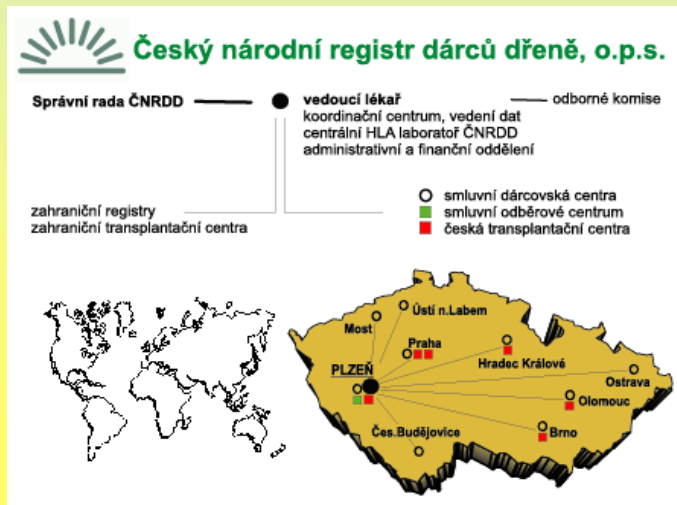 Český národní registr dárců dřeně, o.p.s.
Správní rada ČNRDD
vedoucí lékař
odborné komise
koordinační centrum, vedení dat
centrální HLA laboratoř ČNRDD
administrativní a finanční oddělení
zahraniční registry
zahraniční transplantační centra
smluvní dárcovská centra
smluvní odběrové centrum
česká transplantační centra
Ústí n.Labem
Most
Praha
Hradec Králové
PLZEŇ
Ostrava
Olomouc
Brno
Čes.Budějovice